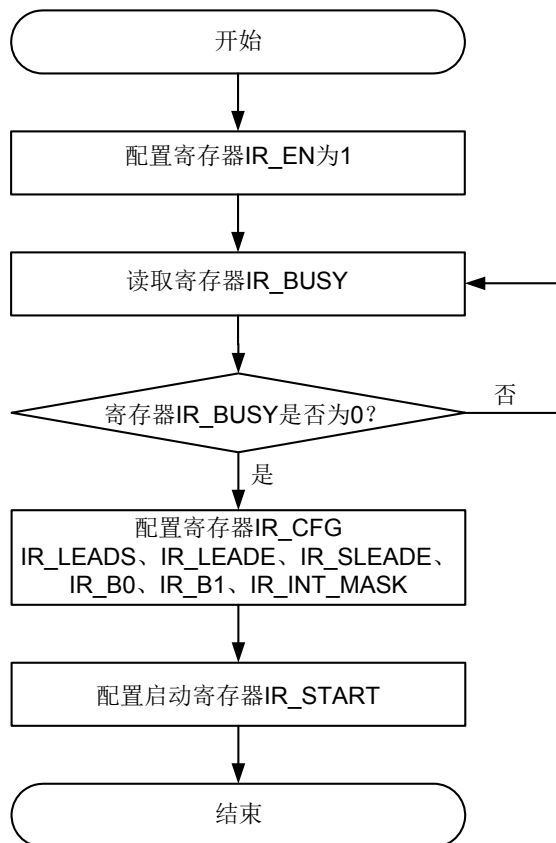 开始
配置寄存器IR_EN为1
读取寄存器IR_BUSY
寄存器IR_BUSY是否为0？
否
是
配置寄存器IR_CFG
IR_LEADS、IR_LEADE、IR_SLEADE、
IR_B0、IR_B1、IR_INT_MASK
配置启动寄存器IR_START
结束